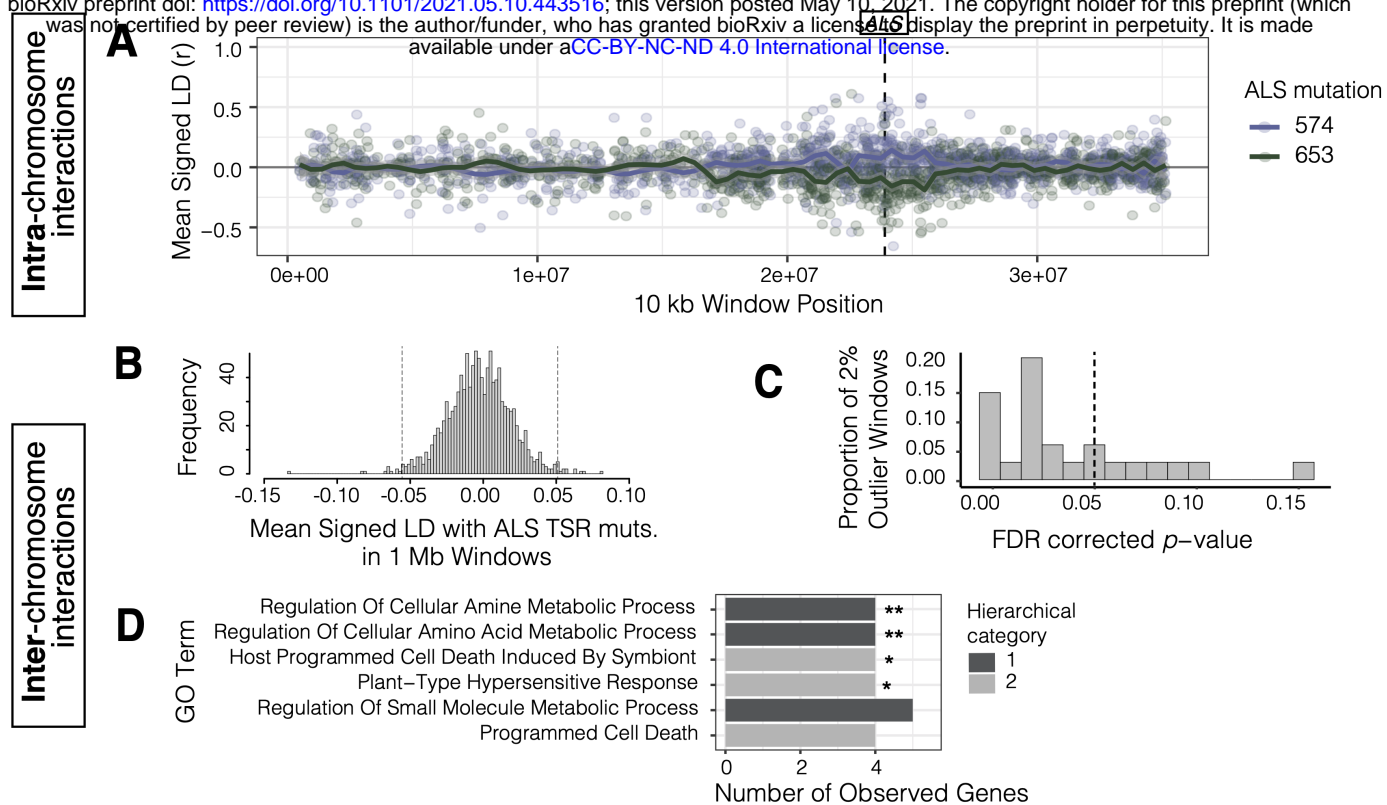 bioRxiv preprint doi: https://doi.org/10.1101/2021.05.10.443516; this version posted May 10, 2021. The copyright holder for this preprint (which
was not certified by peer review) is the author/funder, who has granted bioRxiv a license to display the preprint in perpetuity. It is made
available under aCC-BY-NC-ND 4.0 International license.
Intra-chromosome
interactions
A
ALS
Mean Signed LD (r)
1.0
0.5
0.0
−0.5
0e+00 1e+07 2e+07 3e+07
10 kb Window Position
ALS mutation
574
653
Inter-chromosome
interactions
B
Frequency
40
20
0
-0.15 -0.10 -0.05 0.00 0.05 0.10
Mean Signed LD with ALS TSR muts.
in 1 Mb Windows
C
Proportion of 2%
Outlier Windows
0.20
0.15
0.10
0.05
0.00
0.00 0.05 0.10 0.15
FDR corrected p−value
D
GO Term
Regulation Of Cellular Amine Metabolic Process **
Regulation Of Cellular Amino Acid Metabolic Process **
Host Programmed Cell Death Induced By Symbiont *
Plant−Type Hypersensitive Response *
Regulation Of Small Molecule Metabolic Process
Programmed Cell Death
0 2 4
Number of Observed Genes
Hierarchical
category
1
2